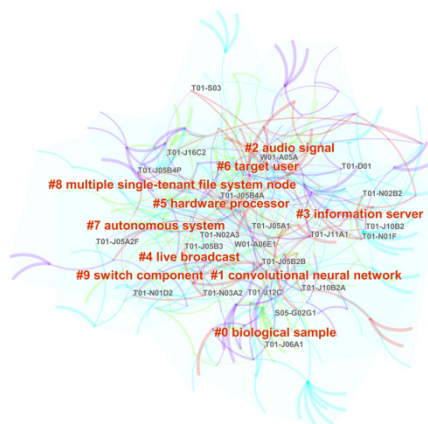 T01-S03
#2 audio signal
T01-J16C2
W01-A05A
#6 target user
T01-D01
T01-J05B4P
#8 multiple single-tenant file system node
T01-N02B2
T01-J05B4A
#5 hardware processor
#3 information server
#7 autonomous system
T01-J05A1
T01-J10B2
T01-N02A3
T01-J11A1
T01-N01F
T01-J05A2F
T01-J05B3
W01-A06E1
#4 live broadcast
T01-J05B2B
#9 switch component
#1 convolutional neural network
T01-N01D2
T01-N03A2
T01-J12C
T01-J10B2A
S05-G02G1
#0 biological sample
T01-J06A1